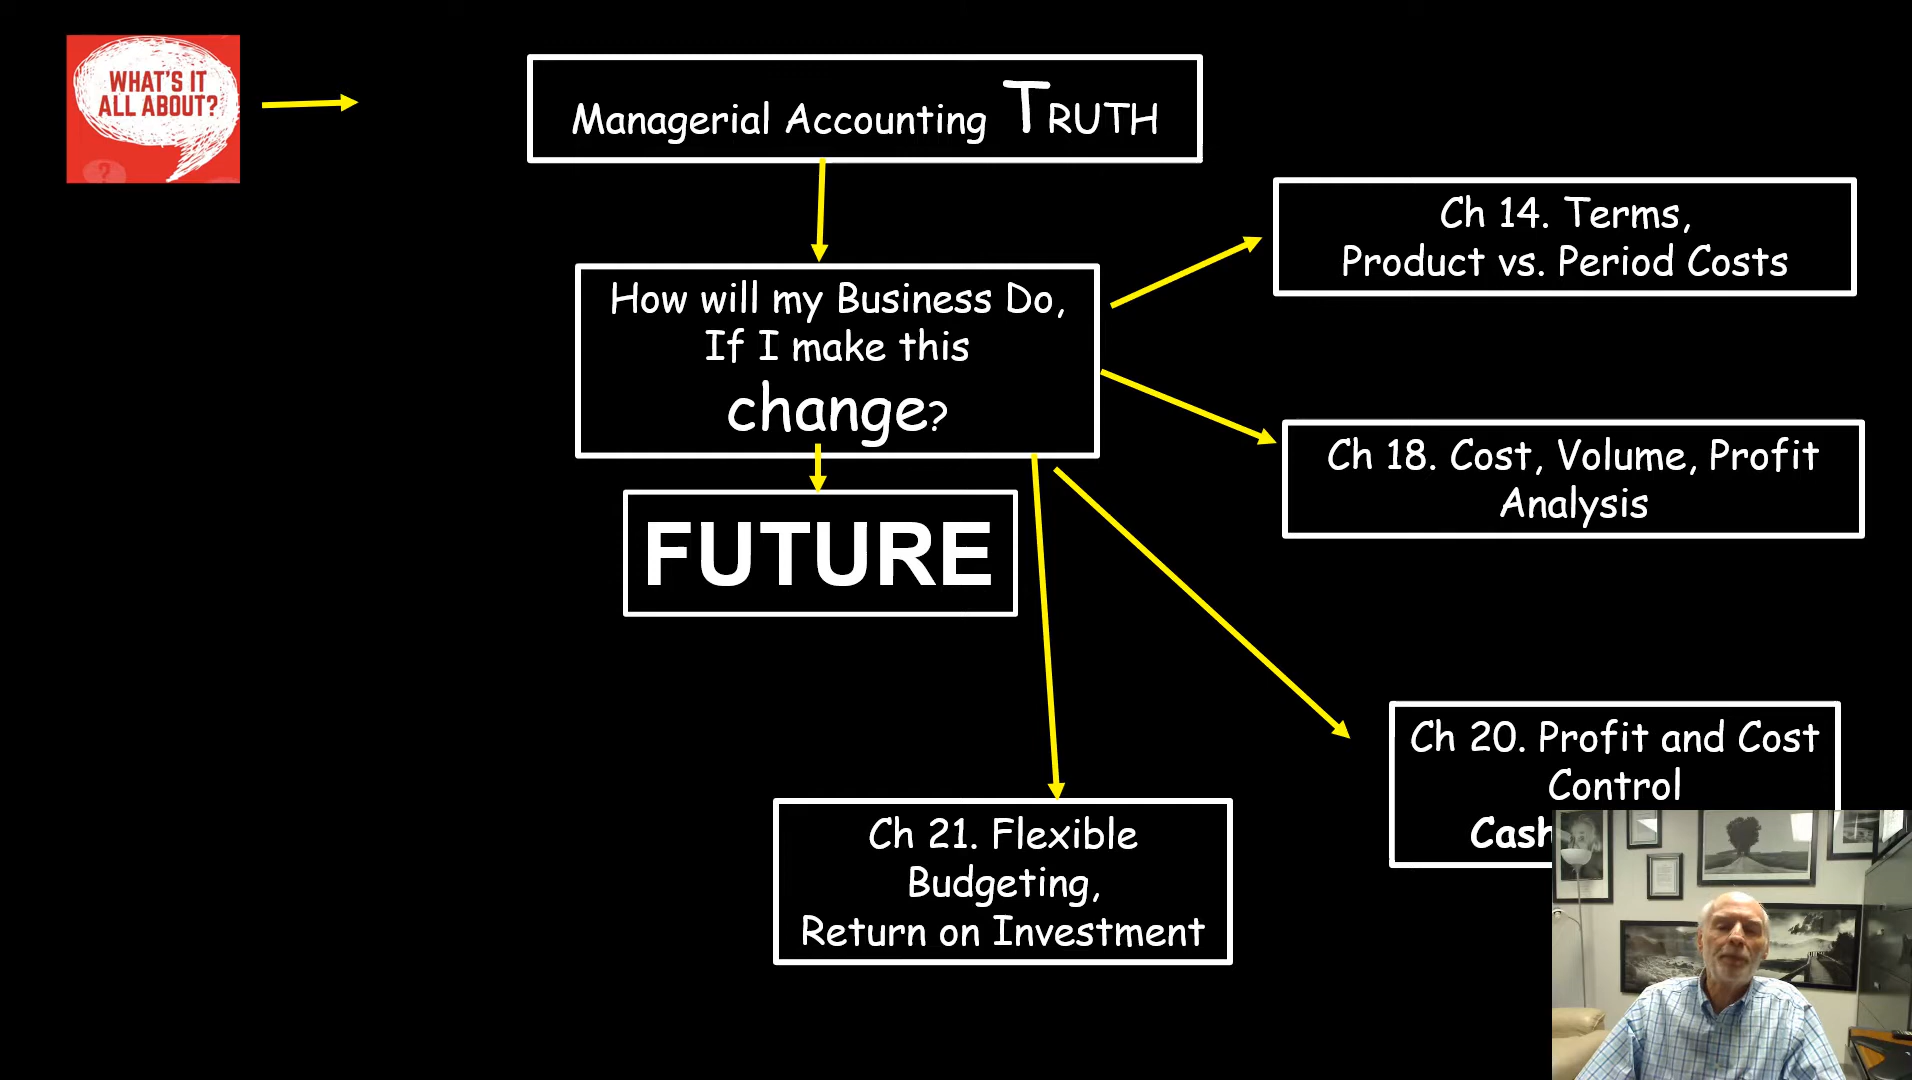 WHAT'S IT
ALL ABOUT?
?
Managerial Accounting TRUTH
How will my Business Do,
If I make this
change?
FUTURE
Ch 14. Terms,
Product vs. Period Costs
Ch 18. Cost, Volume, Profit
Analysis
Ch 20. Profit and Cost
Control
Cash
Ch 21. Flexible
Budgeting,
Return on Investment